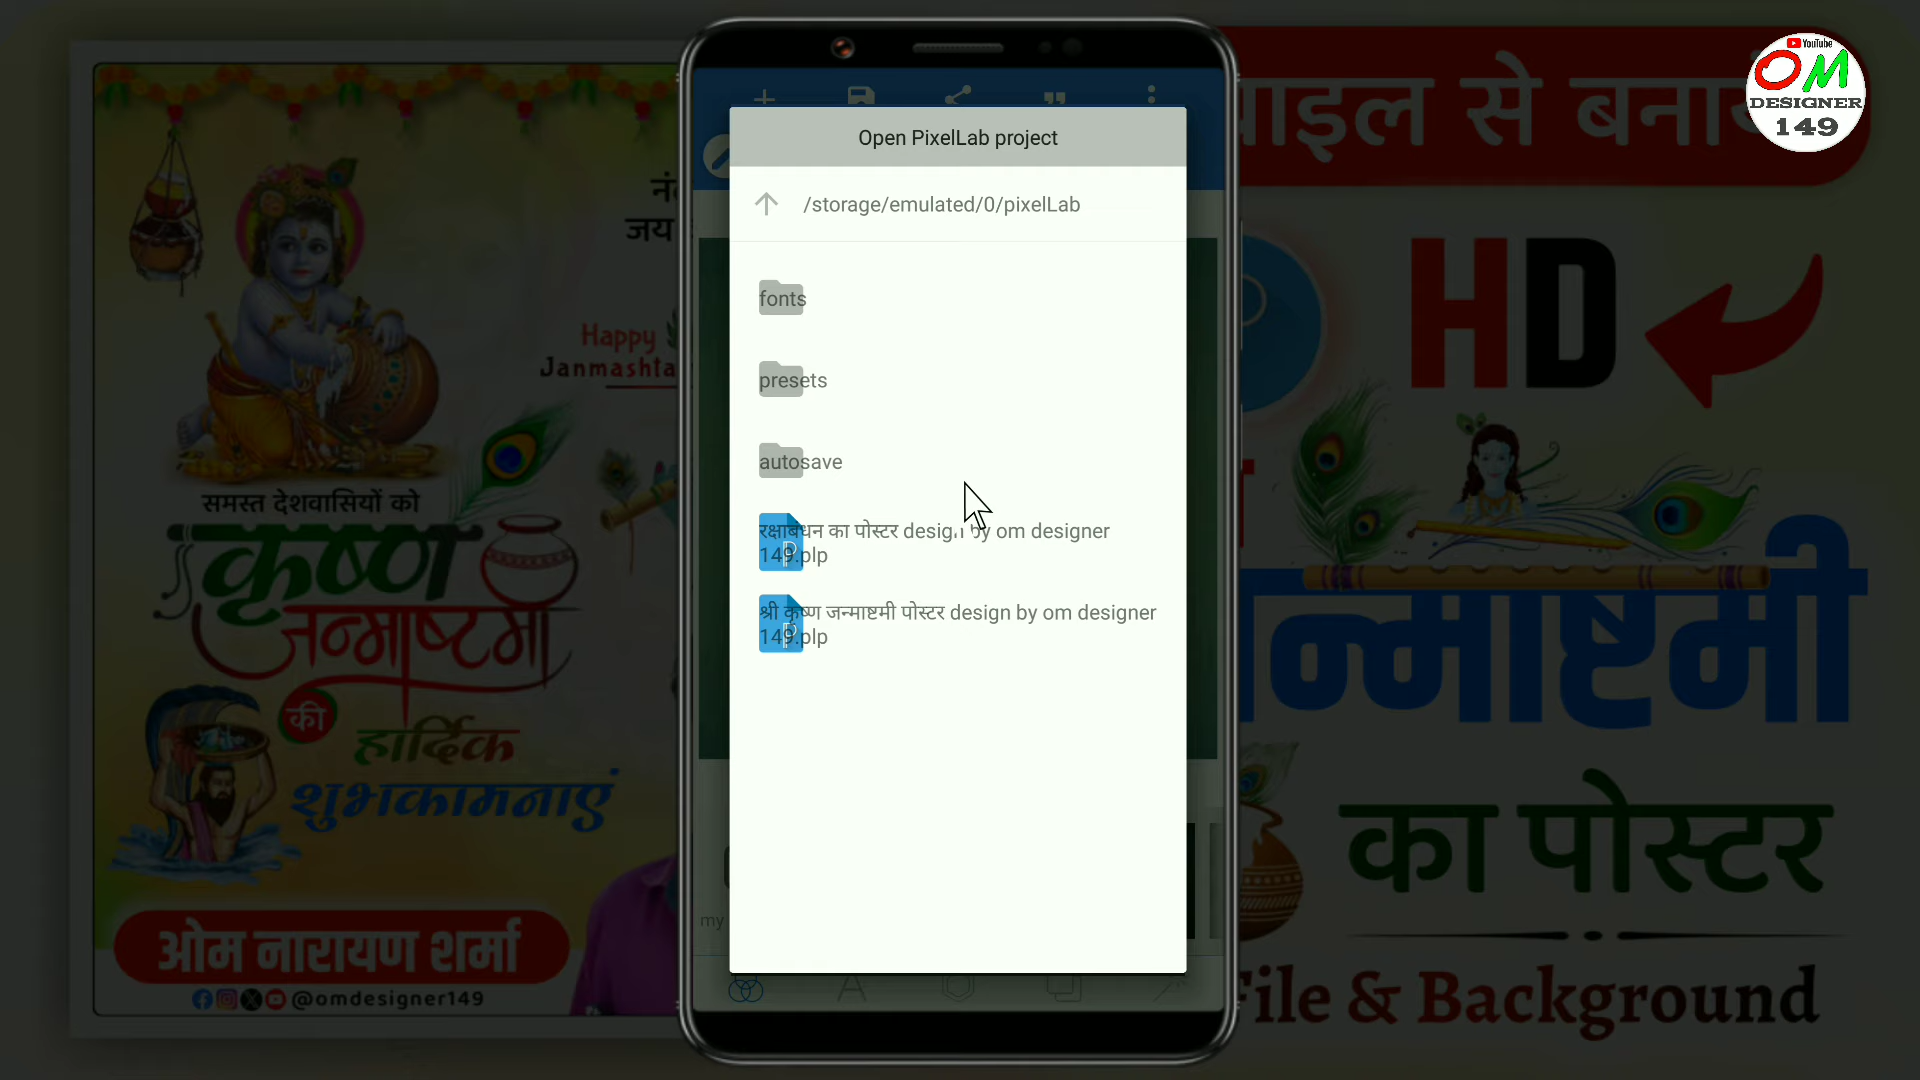 YouTube
OM
DESIGNER
149
Open PixelLab project
/storage/emulated/0/pixelLab
fonts
presets
autosave
रक्षाबंधन का पोस्टर design by om designer
149.plp
श्री कृष्ण जन्माष्टमी पोस्टर design by om designer
149.plp
my
जय
Happy
समस्त देशवासियों को
कृष्ण
जन्माष्टमी
की
हार्दिक
शुभकामनाएं
ओम नारायण शर्मा
@omdesigner149
से
HD
का पोस्टर
& Background